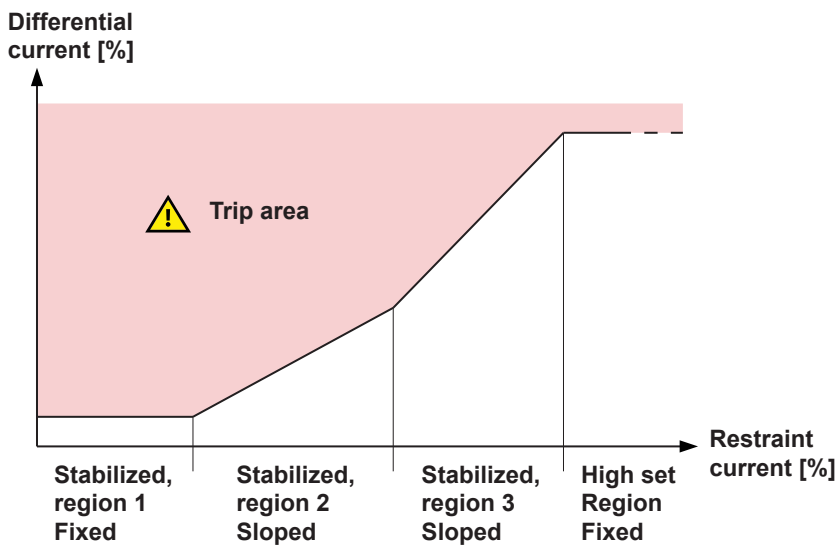 Differential
current [%]
!
Trip area
Restraint
current [%]
Stabilized,
region 1
Fixed
Stabilized,
region 2
Sloped
Stabilized,
region 3
Sloped
High set
Region
Fixed